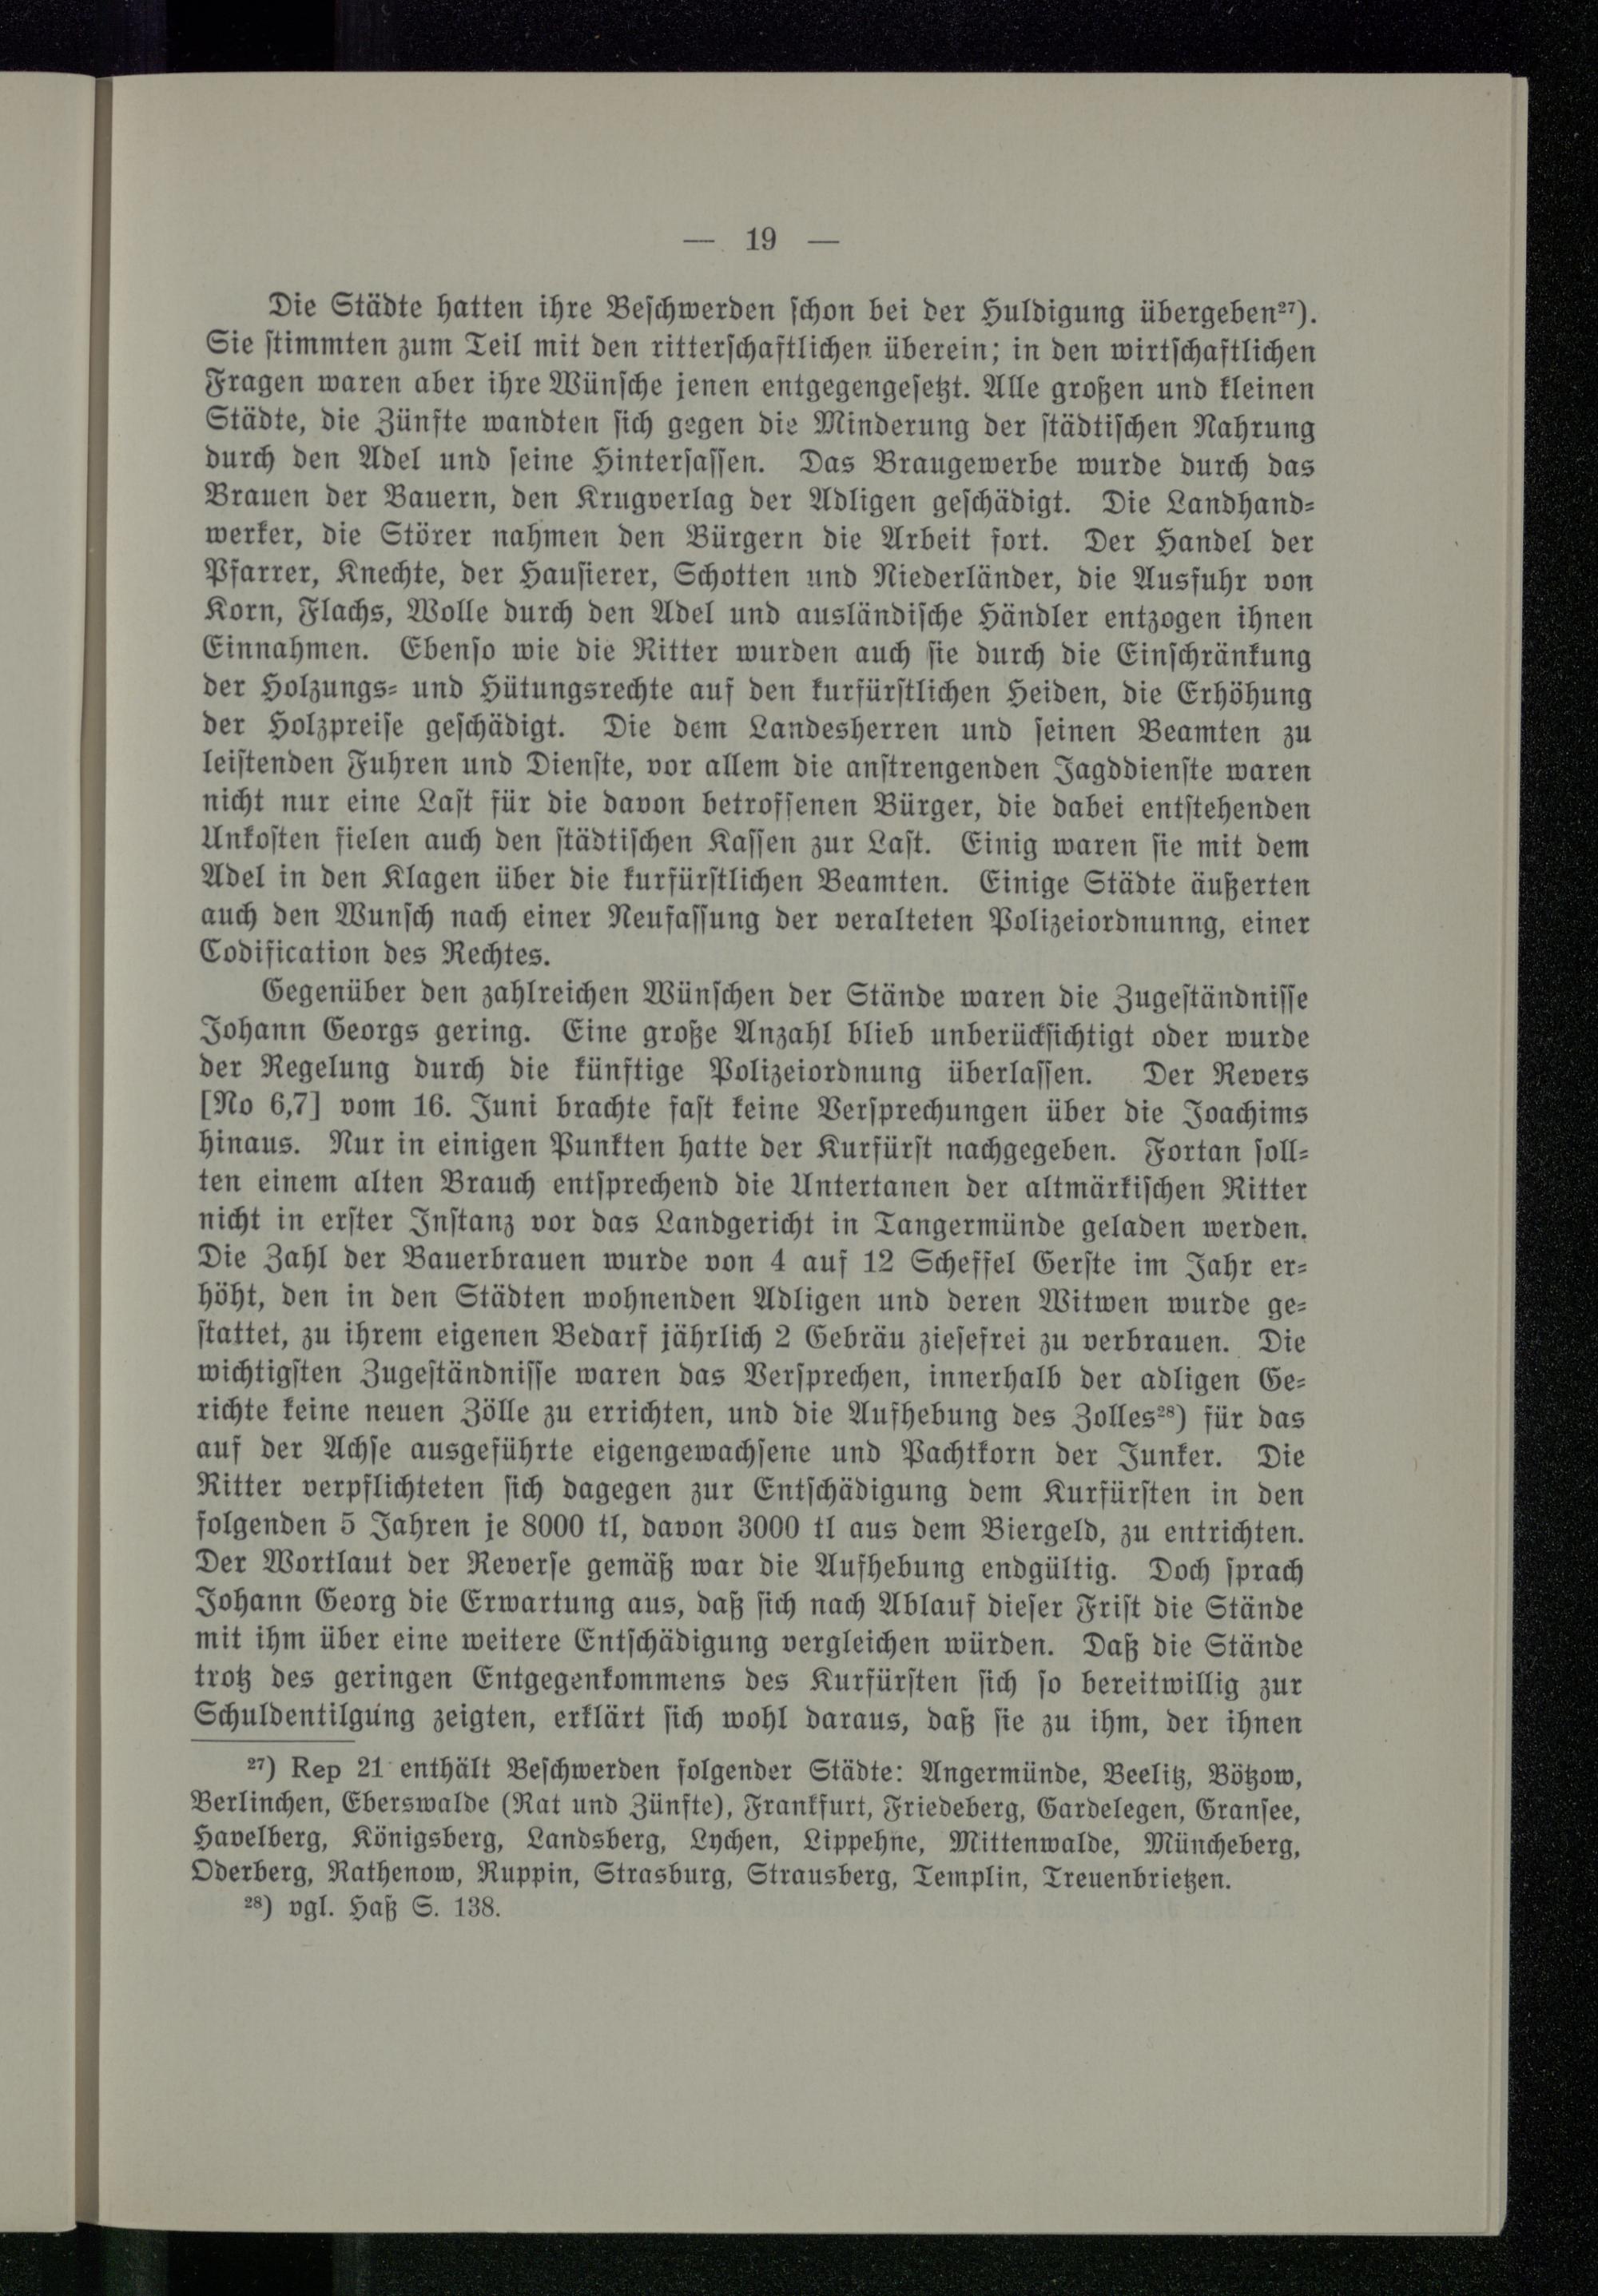 — 19 —
Die Städte hatten ihre Beschwerden schon bei der Huldigung übergeben²⁷).
Sie stimmten zum Teil mit den ritterschaftlichen überein; in den wirtschaftlichen
Fragen waren aber ihre Wünsche jenen entgegengesetzt. Alle großen und kleinen
Städte, die Zünfte wandten sich gegen die Minderung der städtischen Nahrung
durch den Adel und seine Hintersassen. Das Braugewerbe wurde durch das
Brauen der Bauern, den Krugverlag der Adligen geschädigt. Die Landhand-
werker, die Störer nahmen den Bürgern die Arbeit fort. Der Handel der
Pfarrer, Knechte, der Hausierer, Schotten und Niederländer, die Ausfuhr von
Korn, Flachs, Wolle durch den Adel und ausländische Händler entzogen ihnen
Einnahmen. Ebenso wie die Ritter wurden auch sie durch die Einschränkung
der Holzungs- und Hütungsrechte auf den kurfürstlichen Heiden, die Erhöhung
der Holzpreise geschädigt. Die dem Landesherren und seinen Beamten zu
leistenden Fuhren und Dienste, vor allem die anstrengenden Jagddienste waren
nicht nur eine Last für die davon betroffenen Bürger, die dabei entstehenden
Unkosten fielen auch den städtischen Kassen zur Last. Einig waren sie mit dem
Adel in den Klagen über die kurfürstlichen Beamten. Einige Städte äußerten
auch den Wunsch nach einer Neufassung der veralteten Polizeiordnunng, einer
Codification des Rechtes.
Gegenüber den zahlreichen Wünschen der Stände waren die Zugeständnisse
Johann Georgs gering. Eine große Anzahl blieb unberücksichtigt oder wurde
der Regelung durch die künftige Polizeiordnung überlassen. Der Revers
[No 6,7] vom 16. Juni brachte fast keine Versprechungen über die Joachims
hinaus. Nur in einigen Punkten hatte der Kurfürst nachgegeben. Fortan soll-
ten einem alten Brauch entsprechend die Untertanen der altmärkischen Ritter
nicht in erster Instanz vor das Landgericht in Tangermünde geladen werden.
Die Zahl der Bauerbrauen wurde von 4 auf 12 Scheffel Gerste im Jahr er-
höht, den in den Städten wohnenden Adligen und deren Witwen wurde ge-
stattet, zu ihrem eigenen Bedarf jährlich 2 Gebräu ziesefrei zu verbrauen. Die
wichtigsten Zugeständnisse waren das Versprechen, innerhalb der adligen Ge-
richte keine neuen Zölle zu errichten, und die Aufhebung des Zolles²⁸) für das
auf der Achse ausgeführte eigengewachsene und Pachtkorn der Junker. Die
Ritter verpflichteten sich dagegen zur Entschädigung dem Kurfürsten in den
folgenden 5 Jahren je 8000 tl, davon 3000 tl aus dem Biergeld, zu entrichten.
Der Wortlaut der Reverse gemäß war die Aufhebung endgültig. Doch sprach
Johann Georg die Erwartung aus, daß sich nach Ablauf dieser Frist die Stände
mit ihm über eine weitere Entschädigung vergleichen würden. Daß die Stände
trotz des geringen Entgegenkommens des Kurfürsten sich so bereitwillig zur
Schuldentilgung zeigten, erklärt sich wohl daraus, daß sie zu ihm, der ihnen
²⁷) Rep 21 enthält Beschwerden folgender Städte: Angermünde, Beelitz, Bötzow,
Berlinchen, Eberswalde (Rat und Zünfte), Frankfurt, Friedeberg, Gardelegen, Gransee,
Havelberg, Königsberg, Landsberg, Lychen, Lippehne, Mittenwalde, Müncheberg,
Oderberg, Rathenow, Ruppin, Strasburg, Strausberg, Templin, Treuenbrietzen.
²⁸) vgl. Haß S. 138.